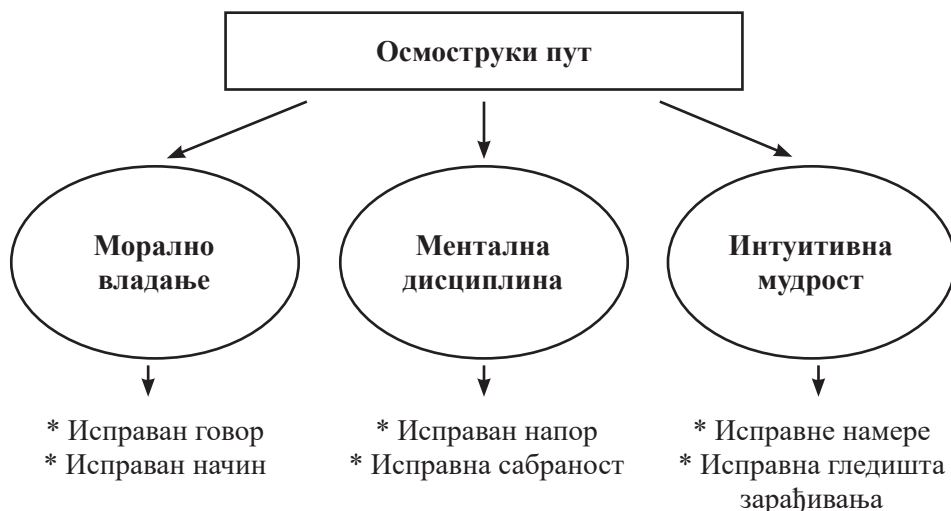 Осмоструки пут
Морално
владање
Ментална
дисциплина
Интуитивна
мудрост
* Исправан говор
* Исправан начин
* Исправан напор
* Исправна сабраност
* Исправне намере
* Исправна гледишта
зарађивања